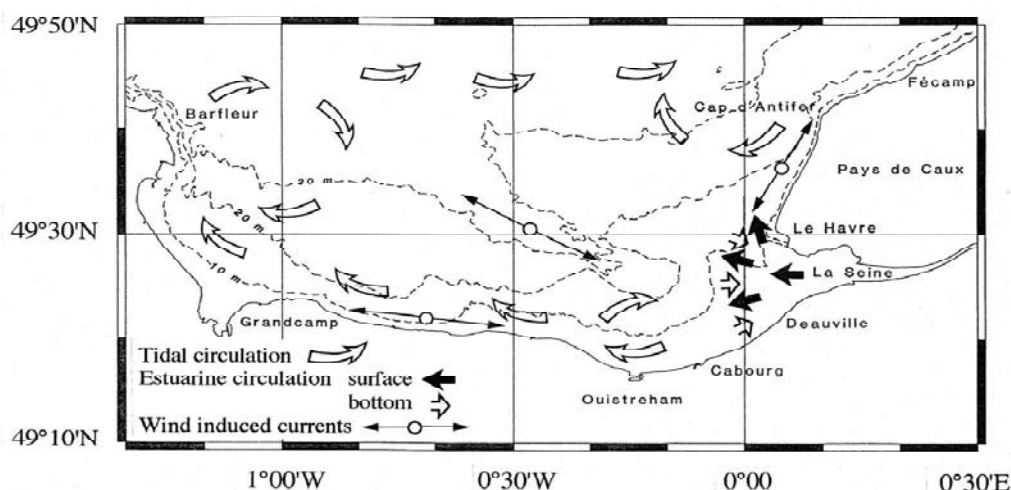 49°50'N
Fécamp
Cap d'Antifer
Barfleur
Pays de Caux
20 m
49°30'N
20 m
Le Havre
10 m
La Seine
Grandcamp
Deauville
Tidal circulation
Cabourg
Estuarine circulation surface
bottom
Ouistreham
Wind induced currents
49°10'N
1°00'W
0°30'W
0°00
0°30'E